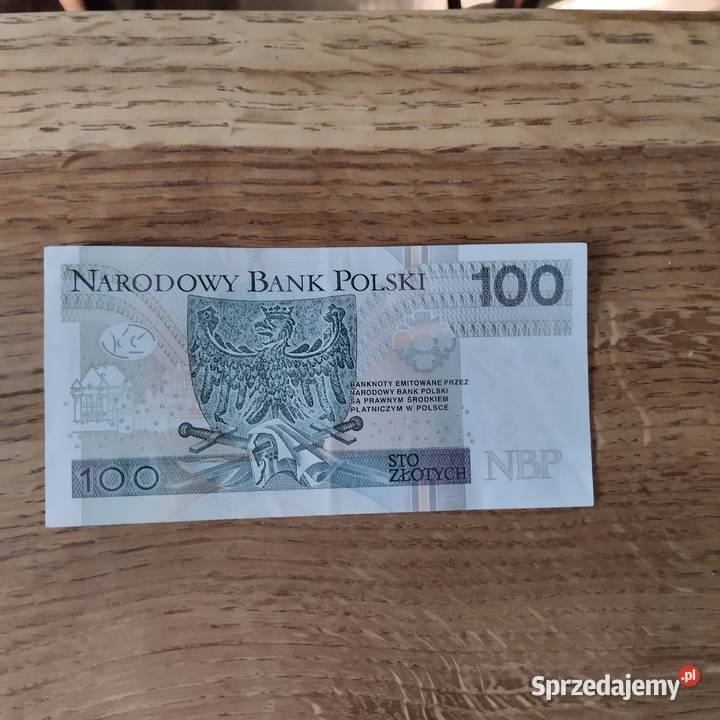 NARODOWY BANK POLSKI
100
BANKNOTY EMITOWANE PRZEZ
NARODOWY BANK POLSKI
SĄ PRAWNYM ŚRODKIEM
PŁATNICZYM W POLSCE
100
STO
ZŁOTYCH
NBP
Sprzedajemy.pl